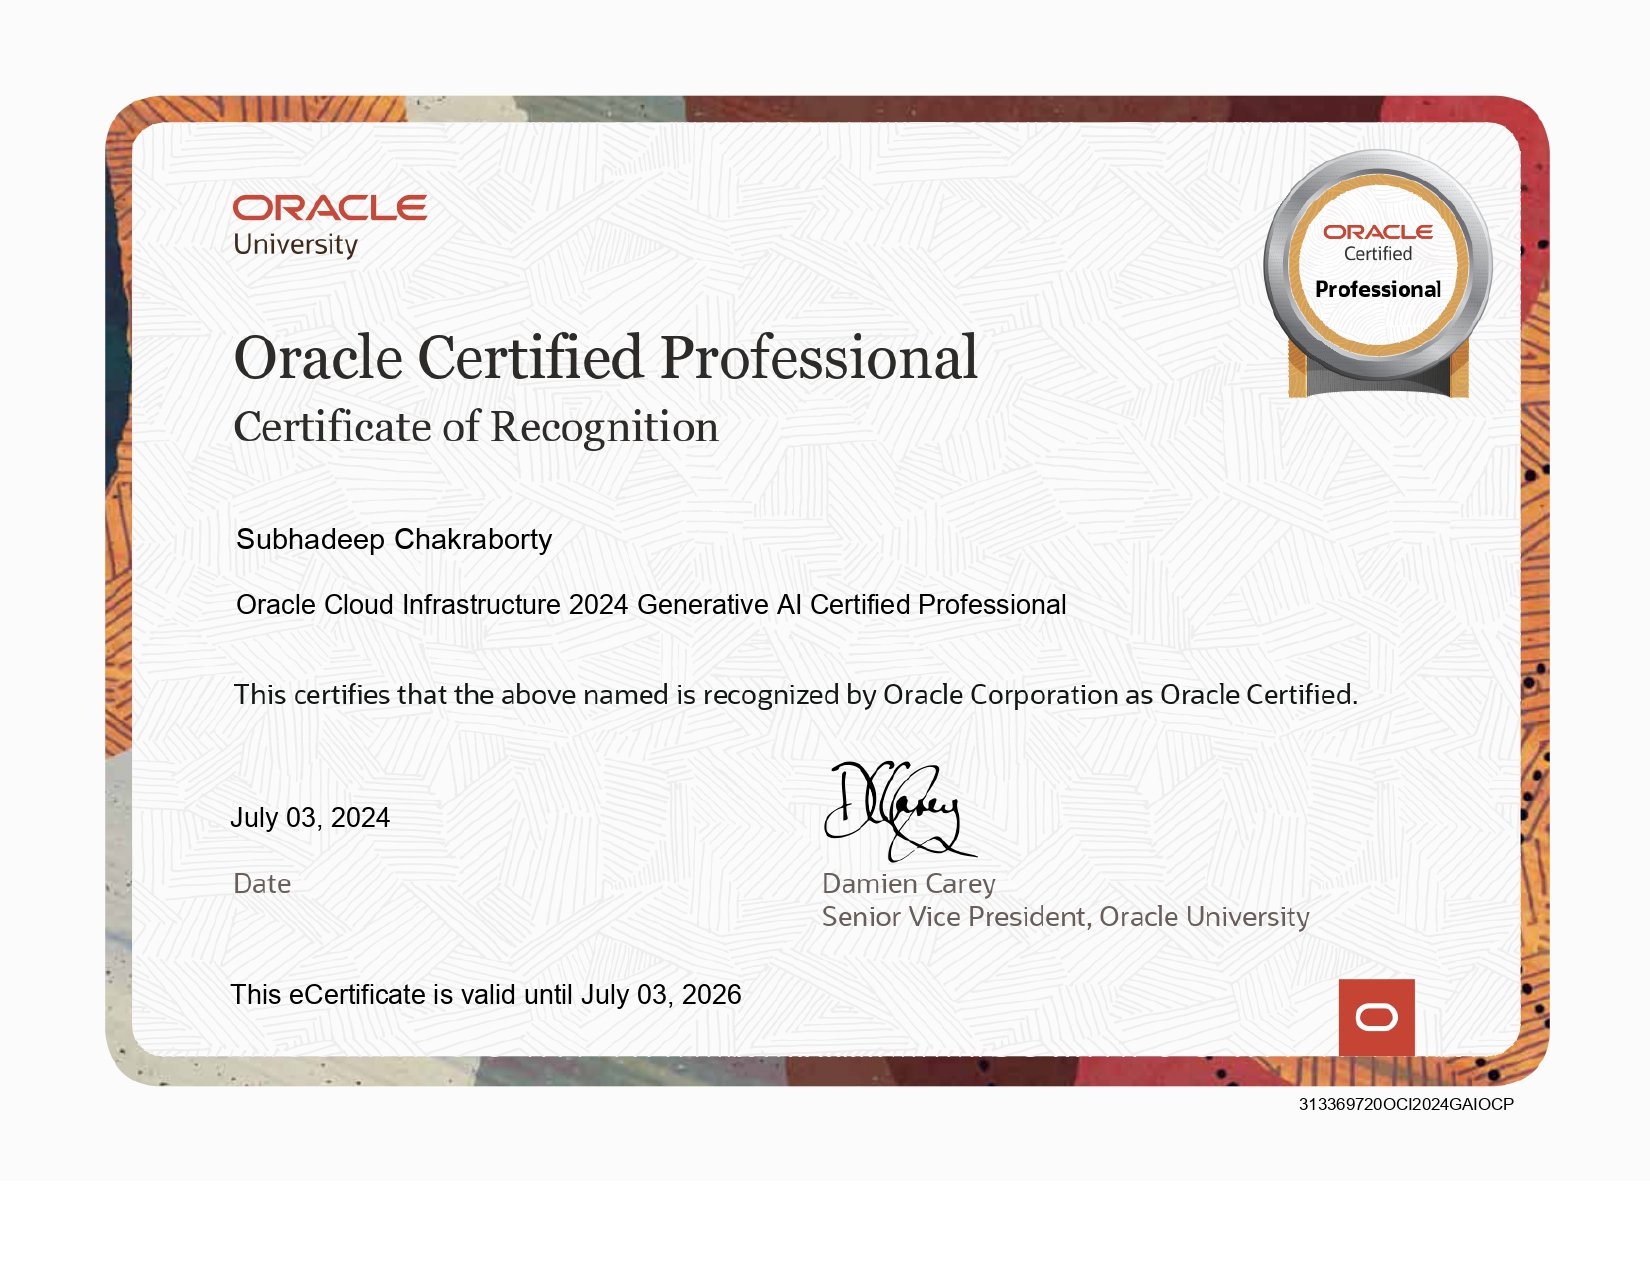 ORACLE
University
ORACLE
Certified
Professional
Oracle Certified Professional
Certificate of Recognition
Subhadeep Chakraborty
Oracle Cloud Infrastructure 2024 Generative AI Certified Professional
This certifies that the above named is recognized by Oracle Corporation as Oracle Certified.
July 03, 2024
Date
Damien Carey
Senior Vice President, Oracle University
This eCertificate is valid until July 03, 2026
313369720OCI2024GAIOCP